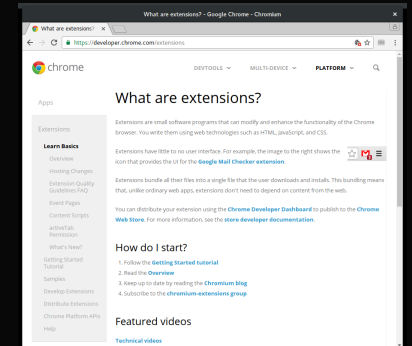 What are extensions? - Google Chrome - Chromium
What are extensions?
https://developer.chrome.com/extensions
chrome
DEVTOOLS
MULTI-DEVICE
PLATFORM
Apps
Extensions
Learn Basics
Overview
Hosting Changes
Extension Quality
Guidelines FAQ
Event Pages
Content Scripts
activeTab
Permission
What's New?
Getting Started
Tutorial
Samples
Develop Extensions
Distribute Extensions
Chrome Platform APIs
Help
What are extensions?
Extensions are small software programs that can modify and enhance the functionality of the Chrome
browser. You write them using web technologies such as HTML, JavaScript, and CSS.
Extensions have little to no user interface. For example, the image to the right shows the
icon that provides the UI for the Google Mail Checker extension.
Extensions bundle all their files into a single file that the user downloads and installs. This bundling means
that, unlike ordinary web apps, extensions don't need to depend on content from the web.
You can distribute your extension using the Chrome Developer Dashboard to publish to the Chrome
Web Store. For more information, see the store developer documentation.
How do I start?
1. Follow the Getting Started tutorial
2. Read the Overview
3. Keep up to date by reading the Chromium blog
4. Subscribe to the chromium-extensions group
Featured videos
Technical videos